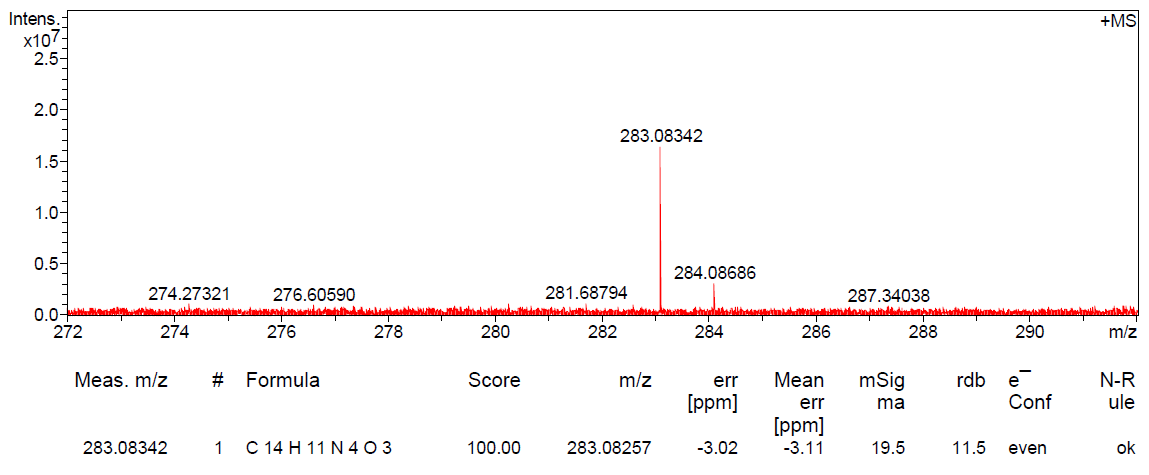 Intens.
x10^7
+MS
2.5
2.0
1.5
1.0
0.5
0.0
283.08342
284.08686
274.27321
276.60590
281.68794
287.34038
272 274 276 278 280 282 284 286 288 290 m/z
Meas. m/z # Formula Score m/z err [ppm] Mean err [ppm] mSig ma rdb e⁻ Conf N-R ule
283.08342 1 C 14 H 11 N 4 O 3 100.00 283.08257 -3.02 -3.11 19.5 11.5 even ok